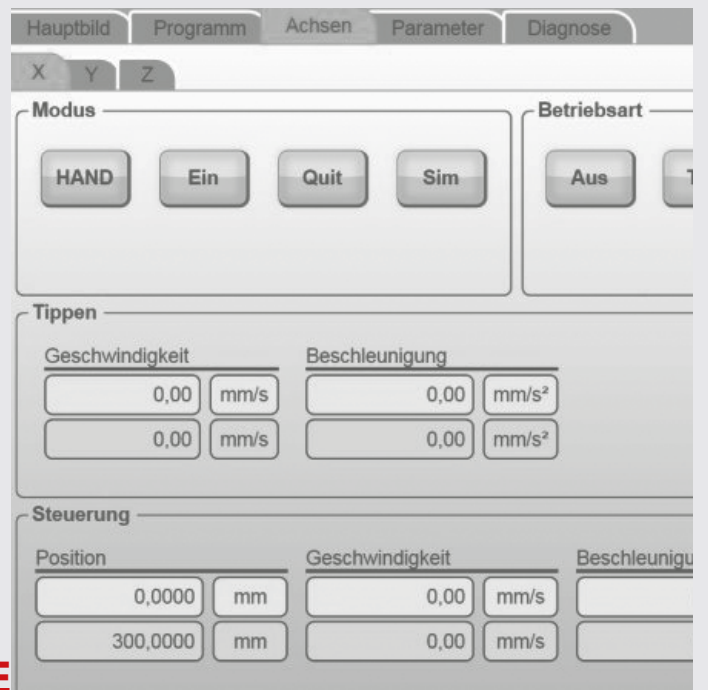 Hauptbild Programm Achsen Parameter Diagnose
X Y Z
Modus Betriebsart
HAND Ein Quit Sim Aus
Tippen
Geschwindigkeit Beschleunigung
0,00 mm/s 0,00 mm/s²
0,00 mm/s 0,00 mm/s²
Steuerung
Position Geschwindigkeit Beschleunigu
0,0000 mm 0,00 mm/s
300,0000 mm 0,00 mm/s